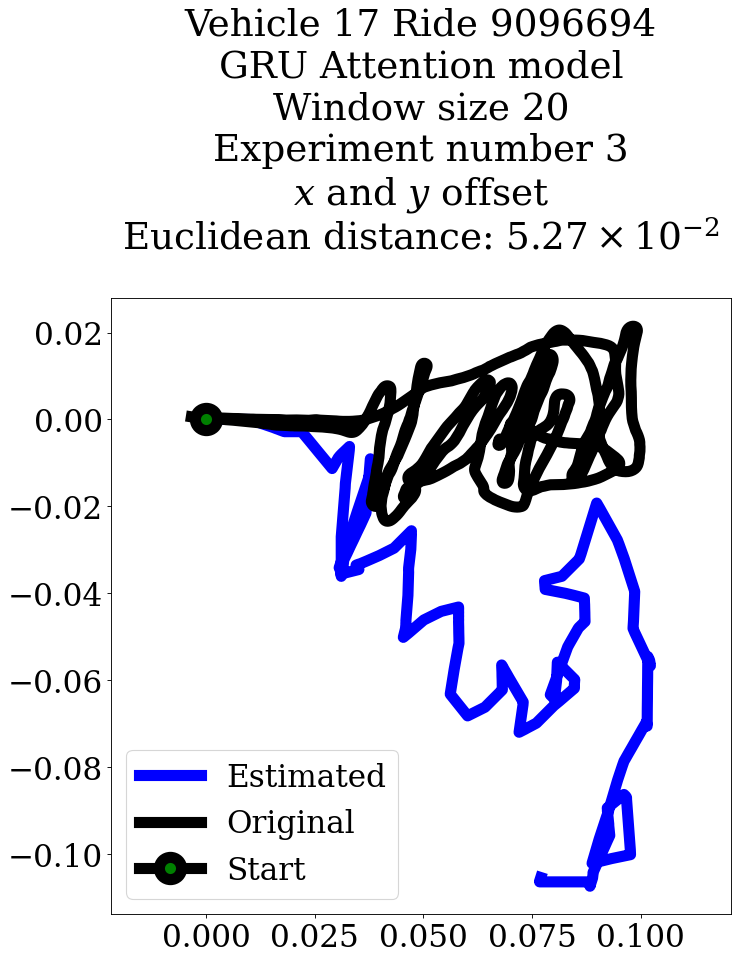 Vehicle 17 Ride 9096694
GRU Attention model
Window size 20
Experiment number 3
x and y offset
Euclidean distance: 5.27 × 10⁻²
0.02
0.00
−0.02
−0.04
−0.06
−0.08
−0.10
Estimated
Original
Start
0.000 0.025 0.050 0.075 0.100